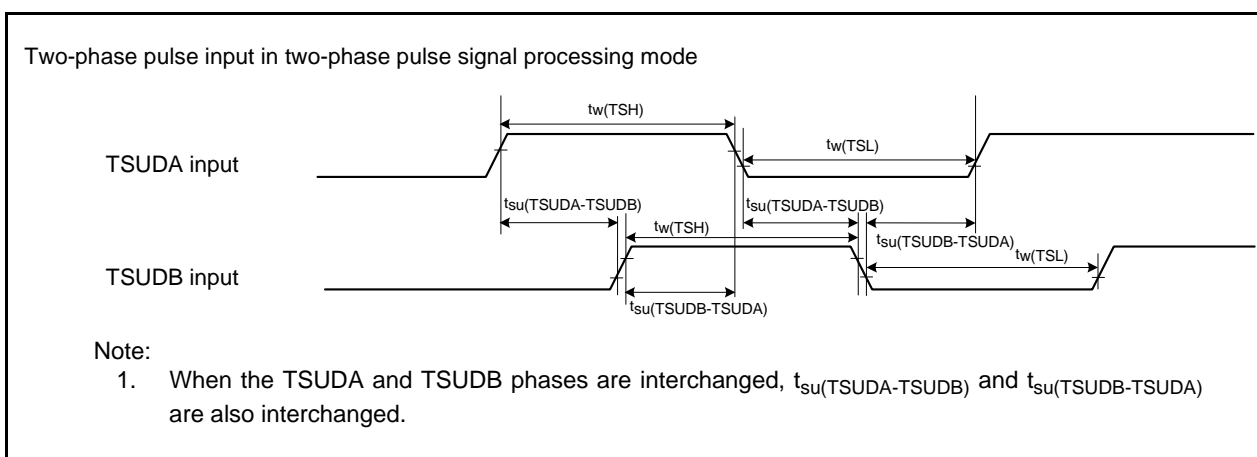 Two-phase pulse input in two-phase pulse signal processing mode
tw(TSH)
TSUDA input
tw(TSL)
tsu(TSUDA-TSUDB)
tsu(TSUDA-TSUDB)
tw(TSH)
tsu(TSUDB-TSUDA)
tw(TSL)
TSUDB input
tsu(TSUDB-TSUDA)
Note:
1. When the TSUDA and TSUDB phases are interchanged, tsu(TSUDA-TSUDB) and tsu(TSUDB-TSUDA)
are also interchanged.